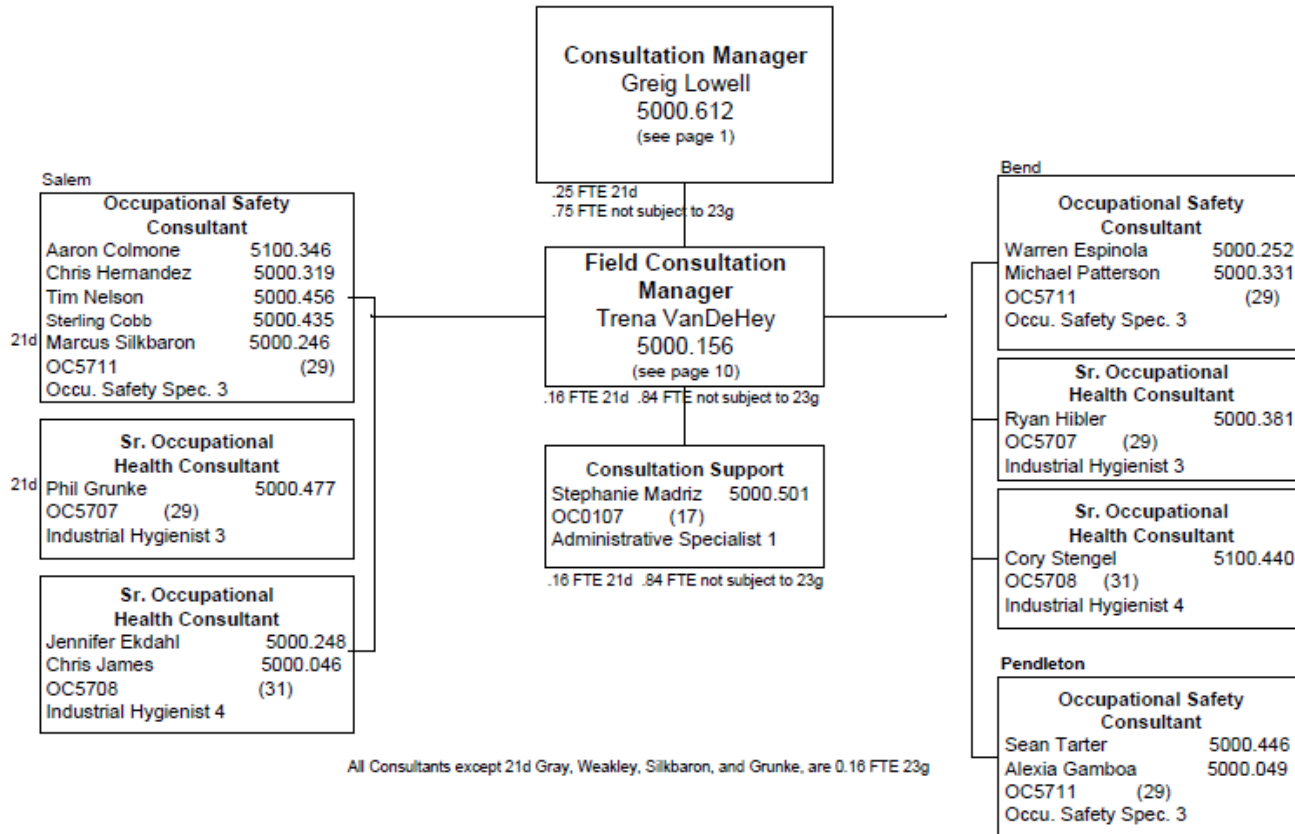 Consultation Manager
Greig Lowell
5000.612
(see page 1)
.25 FTE 21d
.75 FTE not subject to 23g
Field Consultation
Manager
Trena VanDeHey
5000.156
(see page 10)
.16 FTE 21d .84 FTE not subject to 23g
Consultation Support
Stephanie Madriz 5000.501
OC0107 (17)
Administrative Specialist 1
.16 FTE 21d .84 FTE not subject to 23g
Salem
Occupational Safety
Consultant
Aaron Colmone 5100.346
Chris Hernandez 5000.319
Tim Nelson 5000.456
Sterling Cobb 5000.435
21d Marcus Silkbaron 5000.246
OC5711 (29)
Occu. Safety Spec. 3
Sr. Occupational
Health Consultant
21d Phil Grunke 5000.477
OC5707 (29)
Industrial Hygienist 3
Sr. Occupational
Health Consultant
Jennifer Ekdahl 5000.248
Chris James 5000.046
OC5708 (31)
Industrial Hygienist 4
Bend
Occupational Safety
Consultant
Warren Espinola 5000.252
Michael Patterson 5000.331
OC5711 (29)
Occu. Safety Spec. 3
Sr. Occupational
Health Consultant
Ryan Hibler 5000.381
OC5707 (29)
Industrial Hygienist 3
Sr. Occupational
Health Consultant
Cory Stengel 5100.440
OC5708 (31)
Industrial Hygienist 4
Pendleton
Occupational Safety
Consultant
Sean Tarter 5000.446
Alexia Gamboa 5000.049
OC5711 (29)
Occu. Safety Spec. 3
All Consultants except 21d Gray, Weakley, Silkbaron, and Grunke, are 0.16 FTE 23g